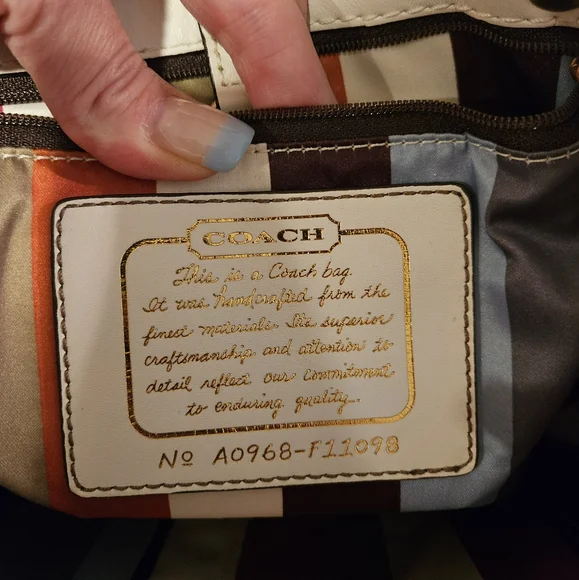 COACH
This is a Coach bag.
It was handcrafted from the
finest materials. Its superior
craftsmanship and attention to
detail reflect our commitment
to enduring quality.
No A0968-F11098